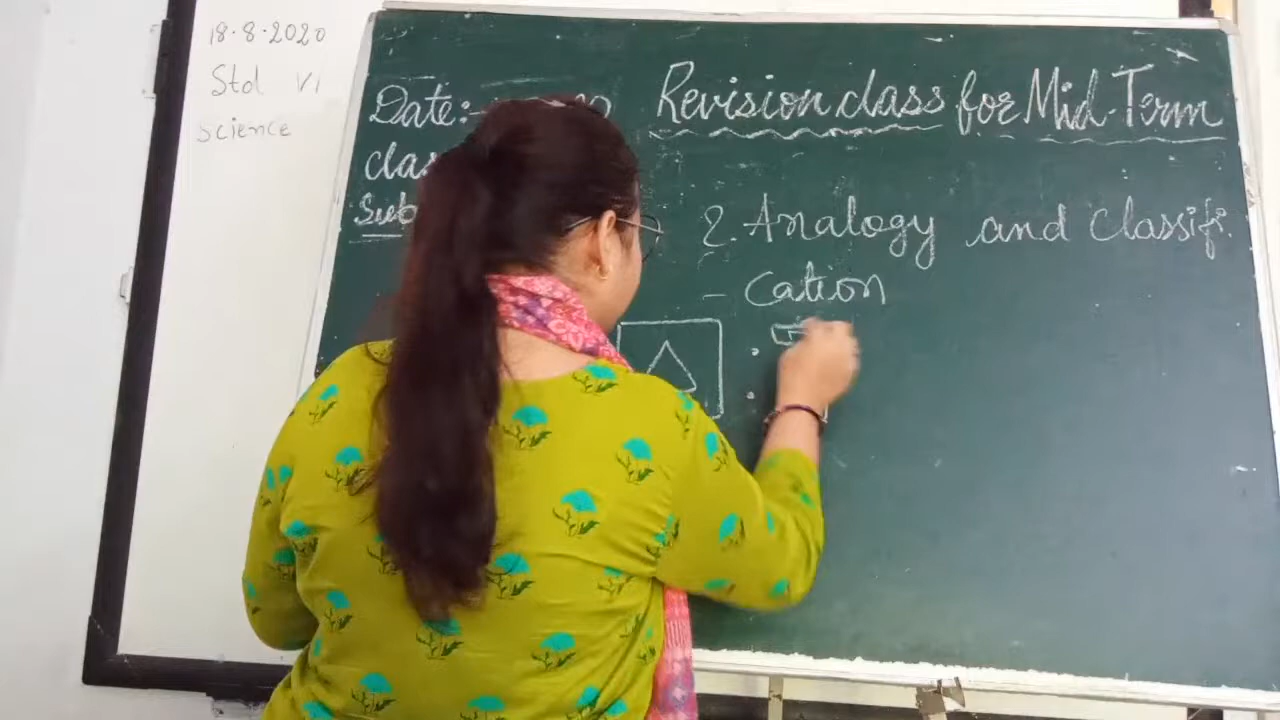 18.8.2020
Std VI
science
Date:-
Revision class for Mid-Term
2. Analogy and classifi.
- cation